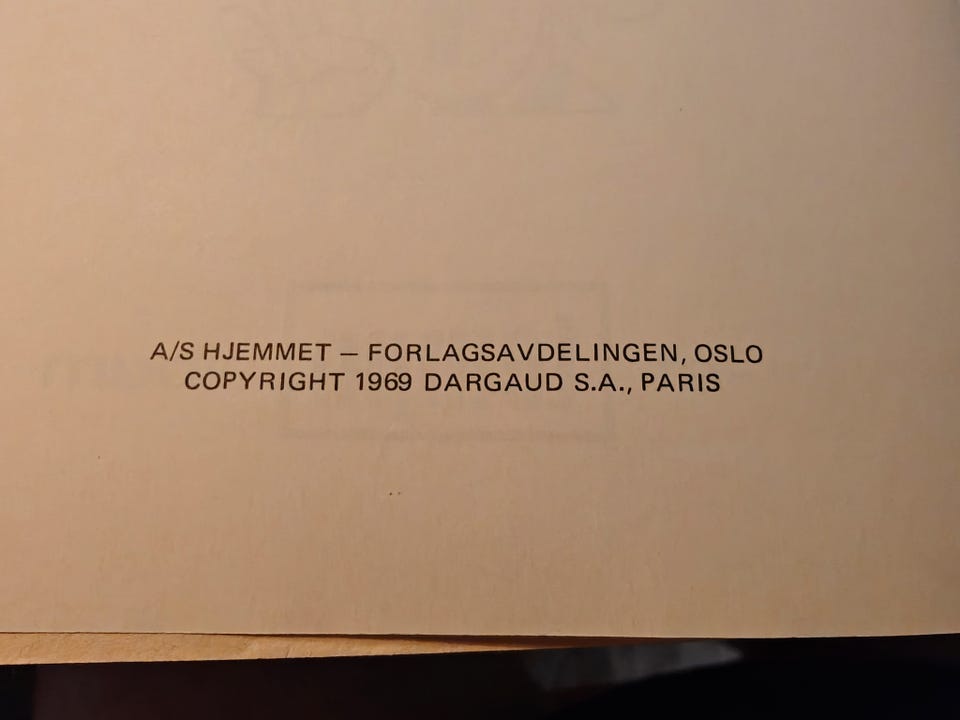 A/S HJEMMET – FORLAGSAVDELINGEN, OSLO
COPYRIGHT 1969 DARGAUD S.A., PARIS